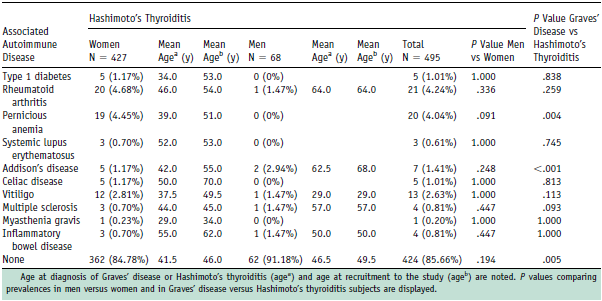 Hashimoto's Thyroiditis
P Value Graves'
Disease vs
Hashimoto's
Thyroiditis
Associated
Autoimmune
Disease
Women
N = 427
Mean
Ageᵃ (y)
Mean
Ageᵇ (y)
Men
N = 68
Mean
Ageᵃ (y)
Mean
Ageᵇ (y)
Total
N = 495
P Value Men
vs Women
Type 1 diabetes 5 (1.17%) 34.0 53.0 0 (0%) 5 (1.01%) 1.000 .838
Rheumatoid
arthritis
20 (4.68%) 46.0 54.0 1 (1.47%) 64.0 64.0 21 (4.24%) .336 .259
Pernicious
anemia
19 (4.45%) 39.0 51.0 0 (0%) 20 (4.04%) .091 .004
Systemic lupus
erythematosus
3 (0.70%) 52.0 53.0 0 (0%) 3 (0.61%) 1.000 .745
Addison's disease 5 (1.17%) 42.0 55.0 2 (2.94%) 62.5 68.0 7 (1.41%) .248 <.001
Celiac disease 5 (1.17%) 50.0 70.0 0 (0%) 5 (1.01%) 1.000 .813
Vitiligo 12 (2.81%) 37.5 49.5 1 (1.47%) 29.0 29.0 13 (2.63%) 1.000 .113
Multiple sclerosis 3 (0.70%) 44.0 45.0 1 (1.47%) 57.0 57.0 4 (0.81%) .447 .093
Myasthenia gravis 1 (0.23%) 29.0 34.0 0 (0%) 1 (0.20%) 1.000 1.000
Inflammatory
bowel disease
3 (0.70%) 55.0 62.0 1 (1.47%) 50.0 50.0 4 (0.81%) .447 1.000
None 362 (84.78%) 41.5 46.0 62 (91.18%) 46.5 49.5 424 (85.66%) .194 .005
Age at diagnosis of Graves' disease or Hashimoto's thyroiditis (ageᵃ) and age at recruitment to the study (ageᵇ) are noted. P values comparing
prevalences in men versus women and in Graves' disease versus Hashimoto's thyroiditis subjects are displayed.